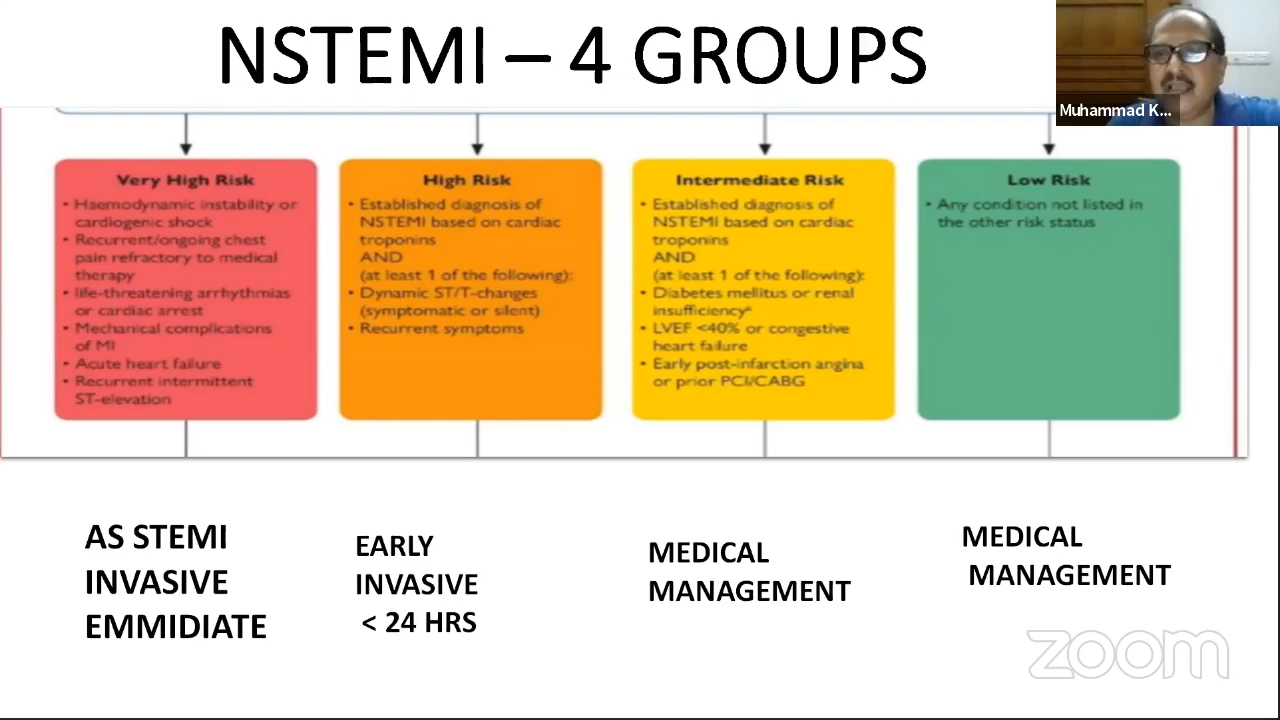 NSTEMI – 4 GROUPS
Muhammad K...
Very High Risk
• Haemodynamic instability or
cardiogenic shock
• Recurrent/ongoing chest
pain refractory to medical
therapy
• life-threatening arrhythmias
or cardiac arrest
• Mechanical complications
of MI
• Acute heart failure
• Recurrent intermittent
ST-elevation
High Risk
• Established diagnosis of
NSTEMI based on cardiac
troponins
AND
(at least 1 of the following):
• Dynamic ST/T-changes
(symptomatic or silent)
• Recurrent symptoms
Intermediate Risk
• Established diagnosis of
NSTEMI based on cardiac
troponins
AND
(at least 1 of the following):
• Diabetes mellitus or renal
insufficiencyᵃ
• LVEF <40% or congestive
heart failure
• Early post-infarction angina
or prior PCI/CABG
Low Risk
• Any condition not listed in
the other risk status
AS STEMI
INVASIVE
EMMIDIATE
EARLY
INVASIVE
< 24 HRS
MEDICAL
MANAGEMENT
MEDICAL
MANAGEMENT
zoom